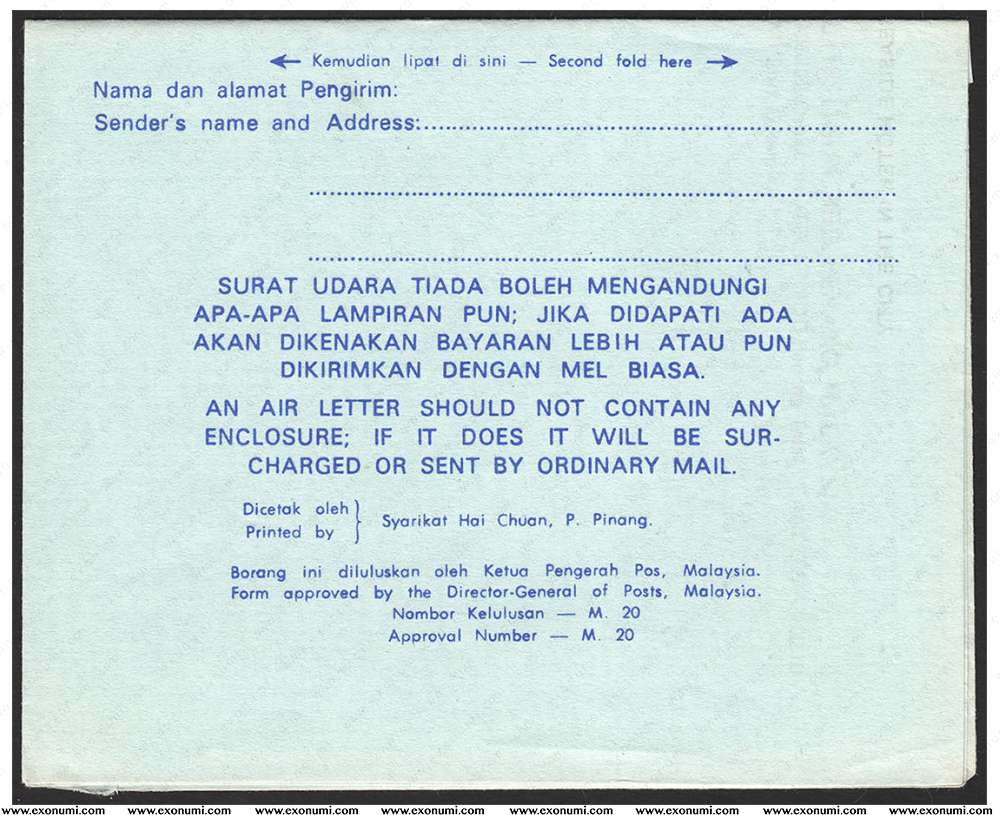 ← Kemudian lipat di sini — Second fold here →
Nama dan alamat Pengirim:
Sender's name and Address:
SURAT UDARA TIADA BOLEH MENGANDUNGI
APA-APA LAMPIRAN PUN; JIKA DIDAPATI ADA
AKAN DIKENAKAN BAYARAN LEBIH ATAU PUN
DIKIRIMKAN DENGAN MEL BIASA.
AN AIR LETTER SHOULD NOT CONTAIN ANY
ENCLOSURE; IF IT DOES IT WILL BE SUR-
CHARGED OR SENT BY ORDINARY MAIL.
Dicetak oleh
Printed by } Syarikat Hai Chuan, P. Pinang.
Borang ini diluluskan oleh Ketua Pengerah Pos, Malaysia.
Form approved by the Director-General of Posts, Malaysia.
Nombor Kelulusan — M. 20
Approval Number — M. 20
www.exonumi.com www.exonumi.com www.exonumi.com www.exonumi.com www.exonumi.com www.exonumi.com www.exonumi.com www.exonumi.com